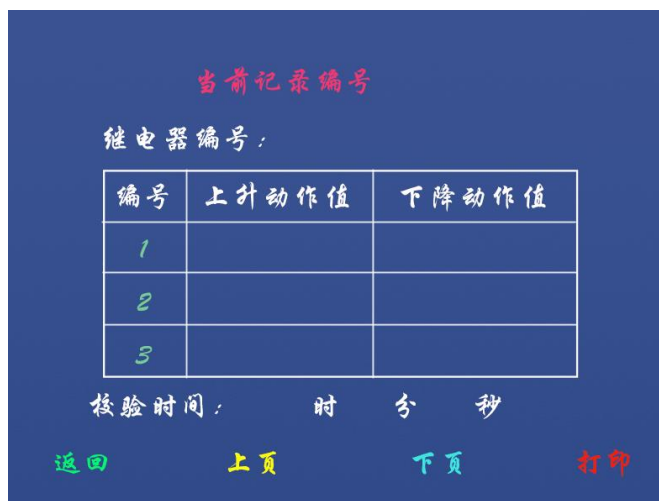 当前记录编号
继电器编号：
编号 上升动作值 下降动作值
1
2
3
校验时间： 时 分 秒
返回 上页 下页 打印